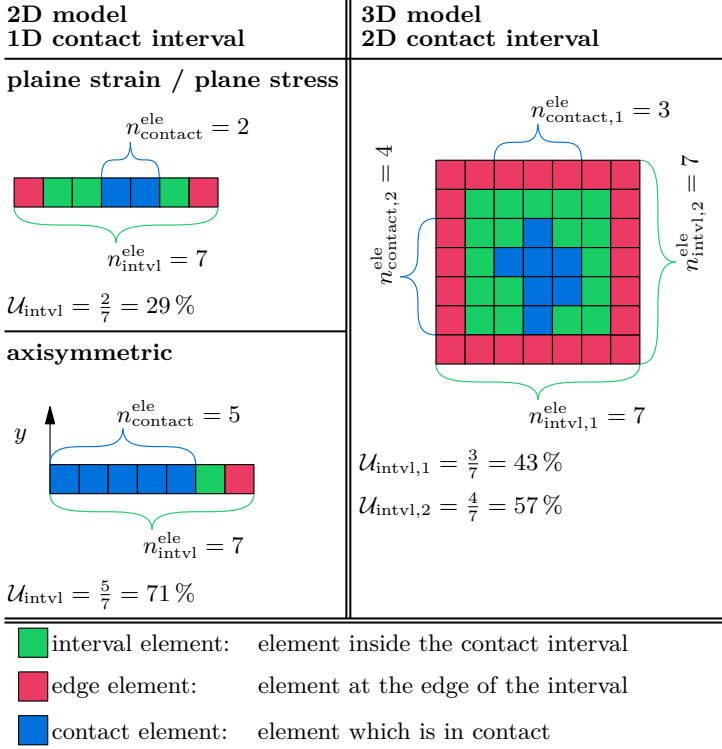 2D model
1D contact interval
plaine strain / plane stress
n^ele_contact = 2
n^ele_intvl = 7
𝒰_intvl = 2/7 = 29 %
axisymmetric
n^ele_contact = 5
y
n^ele_intvl = 7
𝒰_intvl = 5/7 = 71 %
3D model
2D contact interval
n^ele_contact,1 = 3
n^ele_contact,2 = 4
n^ele_intvl,2 = 7
n^ele_intvl,1 = 7
𝒰_intvl,1 = 3/7 = 43 %
𝒰_intvl,2 = 4/7 = 57 %
interval element: element inside the contact interval
edge element: element at the edge of the interval
contact element: element which is in contact